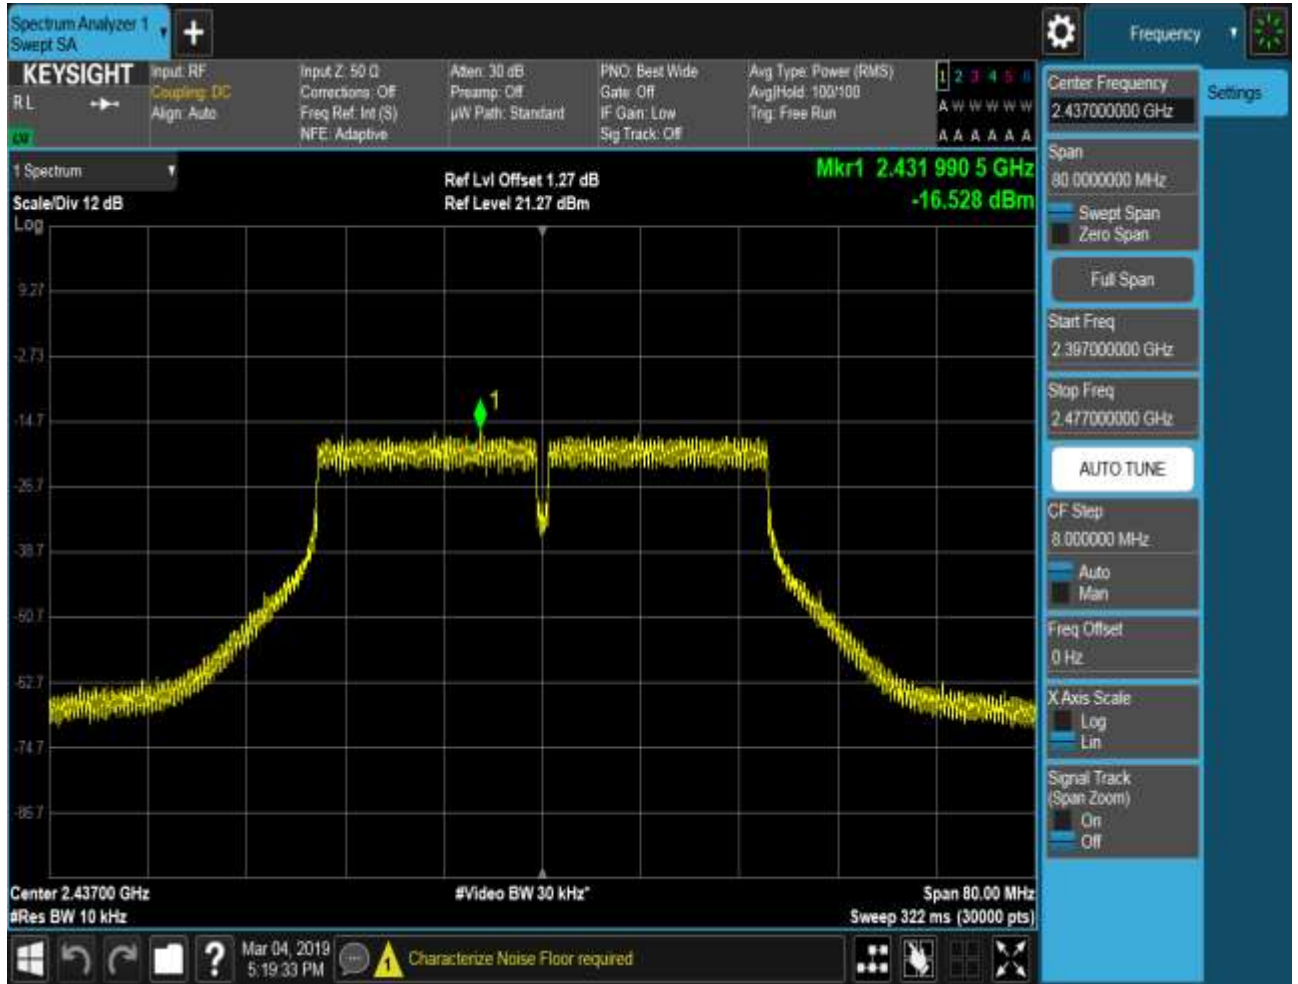 Spectrum Analyzer 1
Swept SA
+
Frequency
KEYSIGHT
RL
Input: RF
Coupling: DC
Align: Auto
Input Z: 50 Ω
Corrections: Off
Freq Ref: Int (S)
NFE: Adaptive
Atten: 30 dB
Preamp: Off
µW Path: Standard
PNO: Best Wide
Gate: Off
IF Gain: Low
Sig Track: Off
Avg Type: Power (RMS)
Avg|Hold: 100/100
Trig: Free Run
1 2 3 4 5 6
A W W W W W
A A A A A A
1 Spectrum
Scale/Div 12 dB
Log
Ref Lvl Offset 1.27 dB
Ref Level 21.27 dBm
Mkr1 2.431 990 5 GHz
-16.528 dBm
1
9.27
-2.73
-14.7
-26.7
-38.7
-50.7
-62.7
-74.7
-86.7
Center 2.43700 GHz
#Res BW 10 kHz
#Video BW 30 kHz*
Span 80.00 MHz
Sweep 322 ms (30000 pts)
Center Frequency
2.437000000 GHz
Settings
Span
80.0000000 MHz
Swept Span
Zero Span
Full Span
Start Freq
2.397000000 GHz
Stop Freq
2.477000000 GHz
AUTO TUNE
CF Step
8.000000 MHz
Auto
Man
Freq Offset
0 Hz
X Axis Scale
Log
Lin
Signal Track
(Span Zoom)
On
Off
?
Mar 04, 2019
5:19:33 PM
1
Characterize Noise Floor required